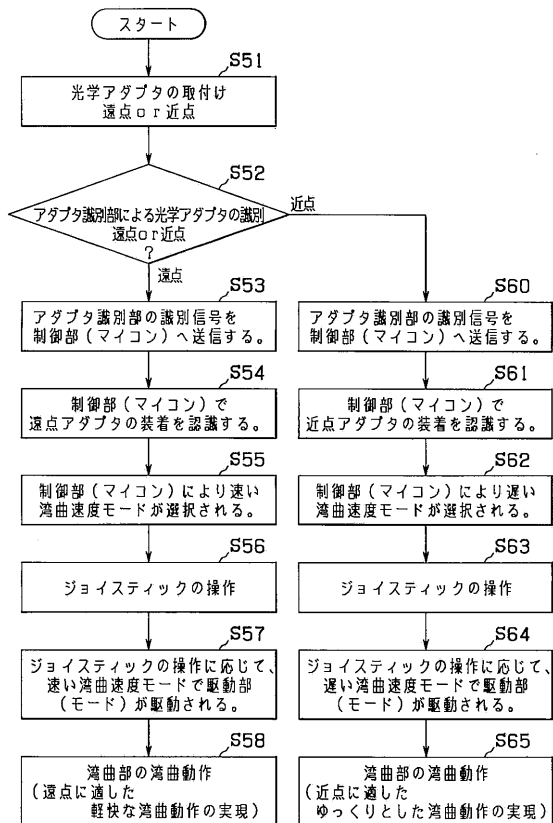 スタート
S51
光学アダプタの取付け
遠点or近点
S52
アダプタ識別部による光学アダプタの識別
遠点or近点
?
近点
遠点
S53
アダプタ識別部の識別信号を
制御部(マイコン)へ送信する。
S54
制御部(マイコン)で
遠点アダプタの装着を認識する。
S55
制御部(マイコン)により速い
湾曲速度モードが選択される。
S56
ジョイスティックの操作
S57
ジョイスティックの操作に応じて、
速い湾曲速度モードで駆動部
(モード)が駆動される。
S58
湾曲部の湾曲動作
(遠点に適した
軽快な湾曲動作の実現)
S60
アダプタ識別部の識別信号を
制御部(マイコン)へ送信する。
S61
制御部(マイコン)で
近点アダプタの装着を認識する。
S62
制御部(マイコン)により遅い
湾曲速度モードが選択される。
S63
ジョイスティックの操作
S64
ジョイスティックの操作に応じて、
遅い湾曲速度モードで駆動部
(モード)が駆動される。
S65
湾曲部の湾曲動作
(近点に適した
ゆっくりとした湾曲動作の実現)